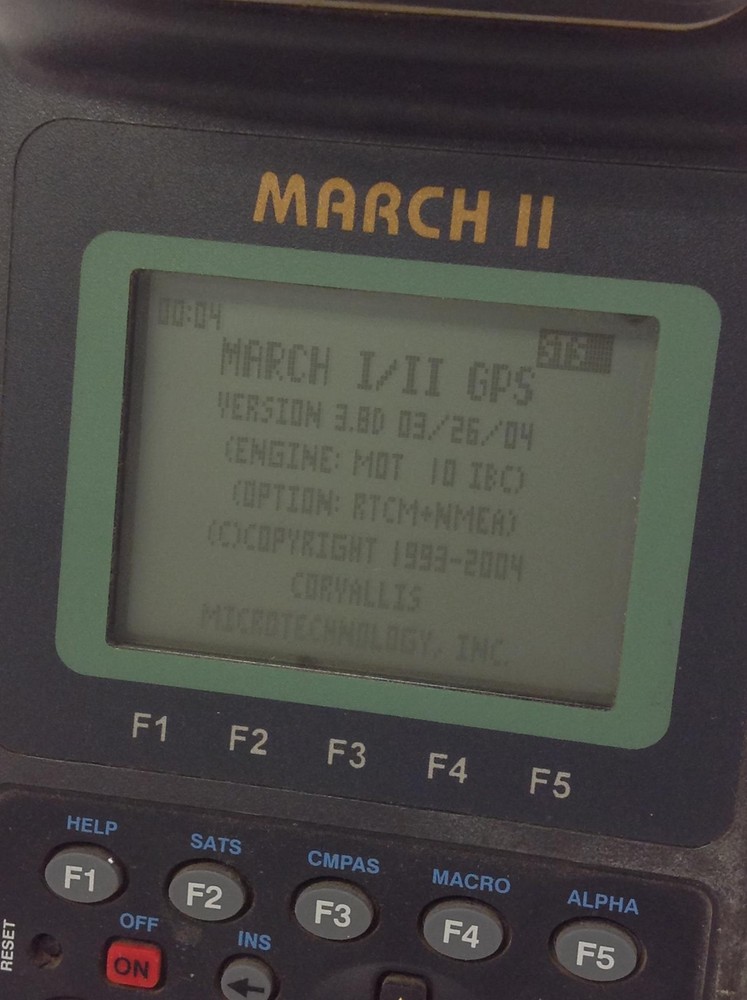 MARCH II
00:04
MARCH I/II GPS
VERSION 3.8D 03/26/04
(ENGINE: MOT 10 IBC)
(OPTION: RTCM+NMEA)
(C)COPYRIGHT 1993-2004
CORVALLIS
MICROTECHNOLOGY, INC.
F1 F2 F3 F4 F5
HELP SATS CMPAS MACRO ALPHA
F1 F2 F3 F4 F5
OFF INS
RESET ON ←